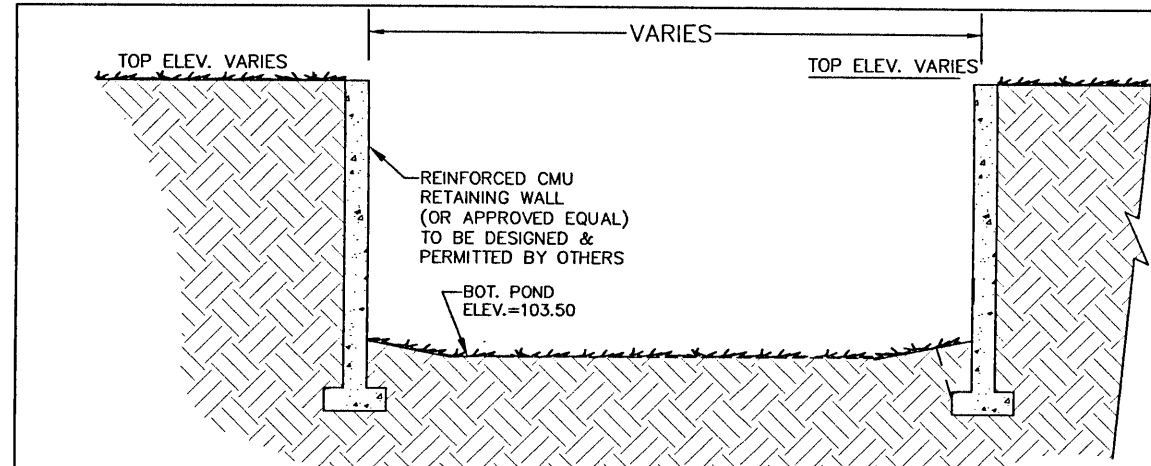 VARIES
TOP ELEV. VARIES
TOP ELEV. VARIES
REINFORCED CMU
RETAINING WALL
(OR APPROVED EQUAL)
TO BE DESIGNED &
PERMITTED BY OTHERS
BOT. POND
ELEV.=103.50